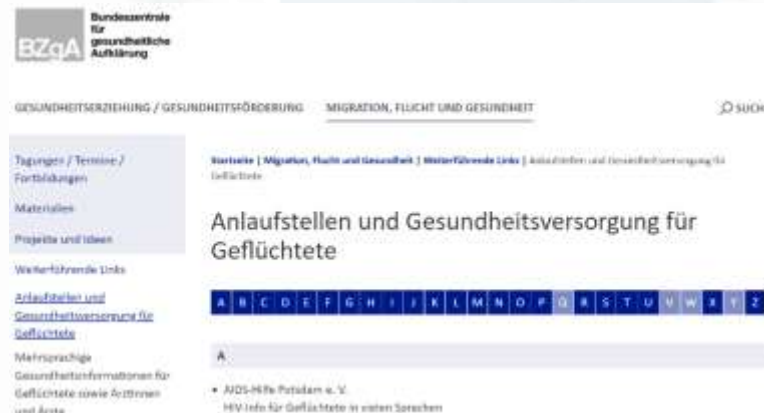 BZgA
Bundeszentrale
für
gesundheitliche
Aufklärung
GESUNDHEITSERZIEHUNG / GESUNDHEITSFÖRDERUNG MIGRATION, FLUCHT UND GESUNDHEIT SUCH
Tagungen / Termine /
Fortbildungen
Materialien
Projekte und Ideen
Weiterführende Links
Anlaufstellen und
Gesundheitsversorgung für
Geflüchtete
Mehrsprachige
Gesundheitsinformationen für
Geflüchtete sowie Ärztinnen
und Ärzte
Startseite | Migration, Flucht und Gesundheit | Weiterführende Links | Anlaufstellen und Gesundheitsversorgung für
Geflüchtete
Anlaufstellen und Gesundheitsversorgung für
Geflüchtete
A B C D E F G H I J K L M N O P Q R S T U V W X Y Z
A
• AIDS-Hilfe Potsdam e. V.
HIV-Info für Geflüchtete in vielen Sprachen